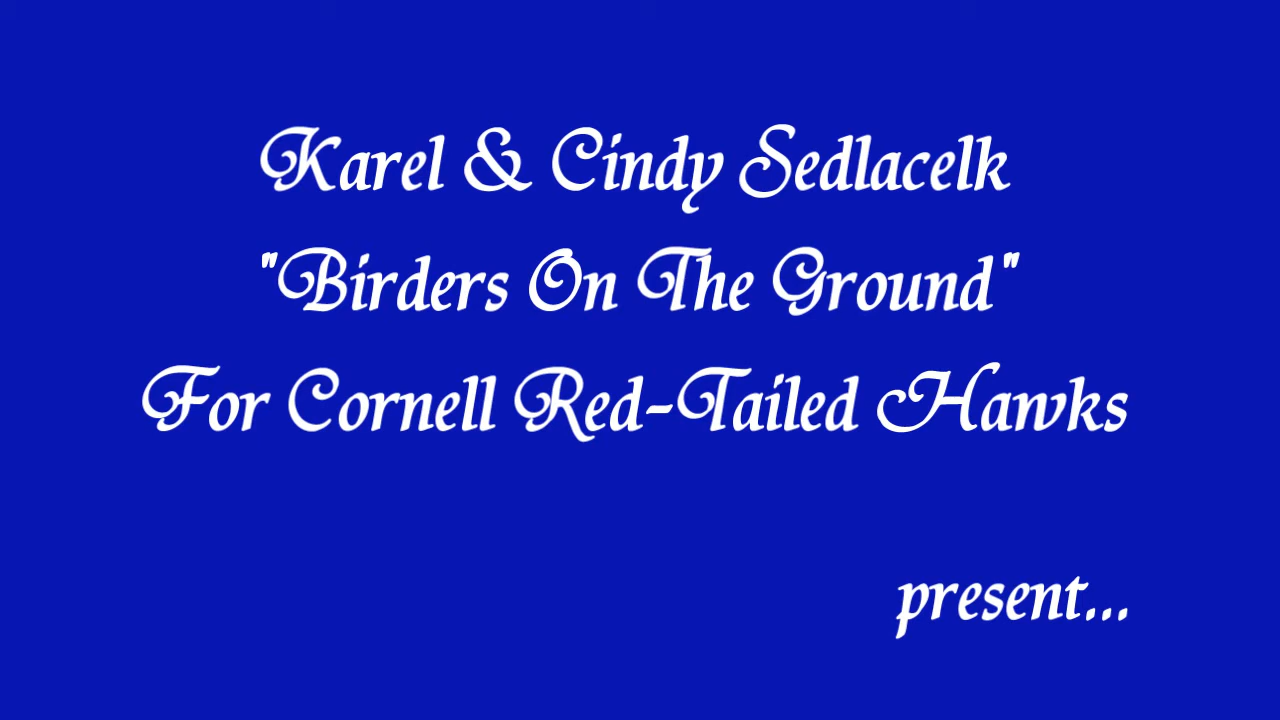 Karel & Cindy Sedlacelk
"Birders On The Ground"
For Cornell Red-Tailed Hawks
present...